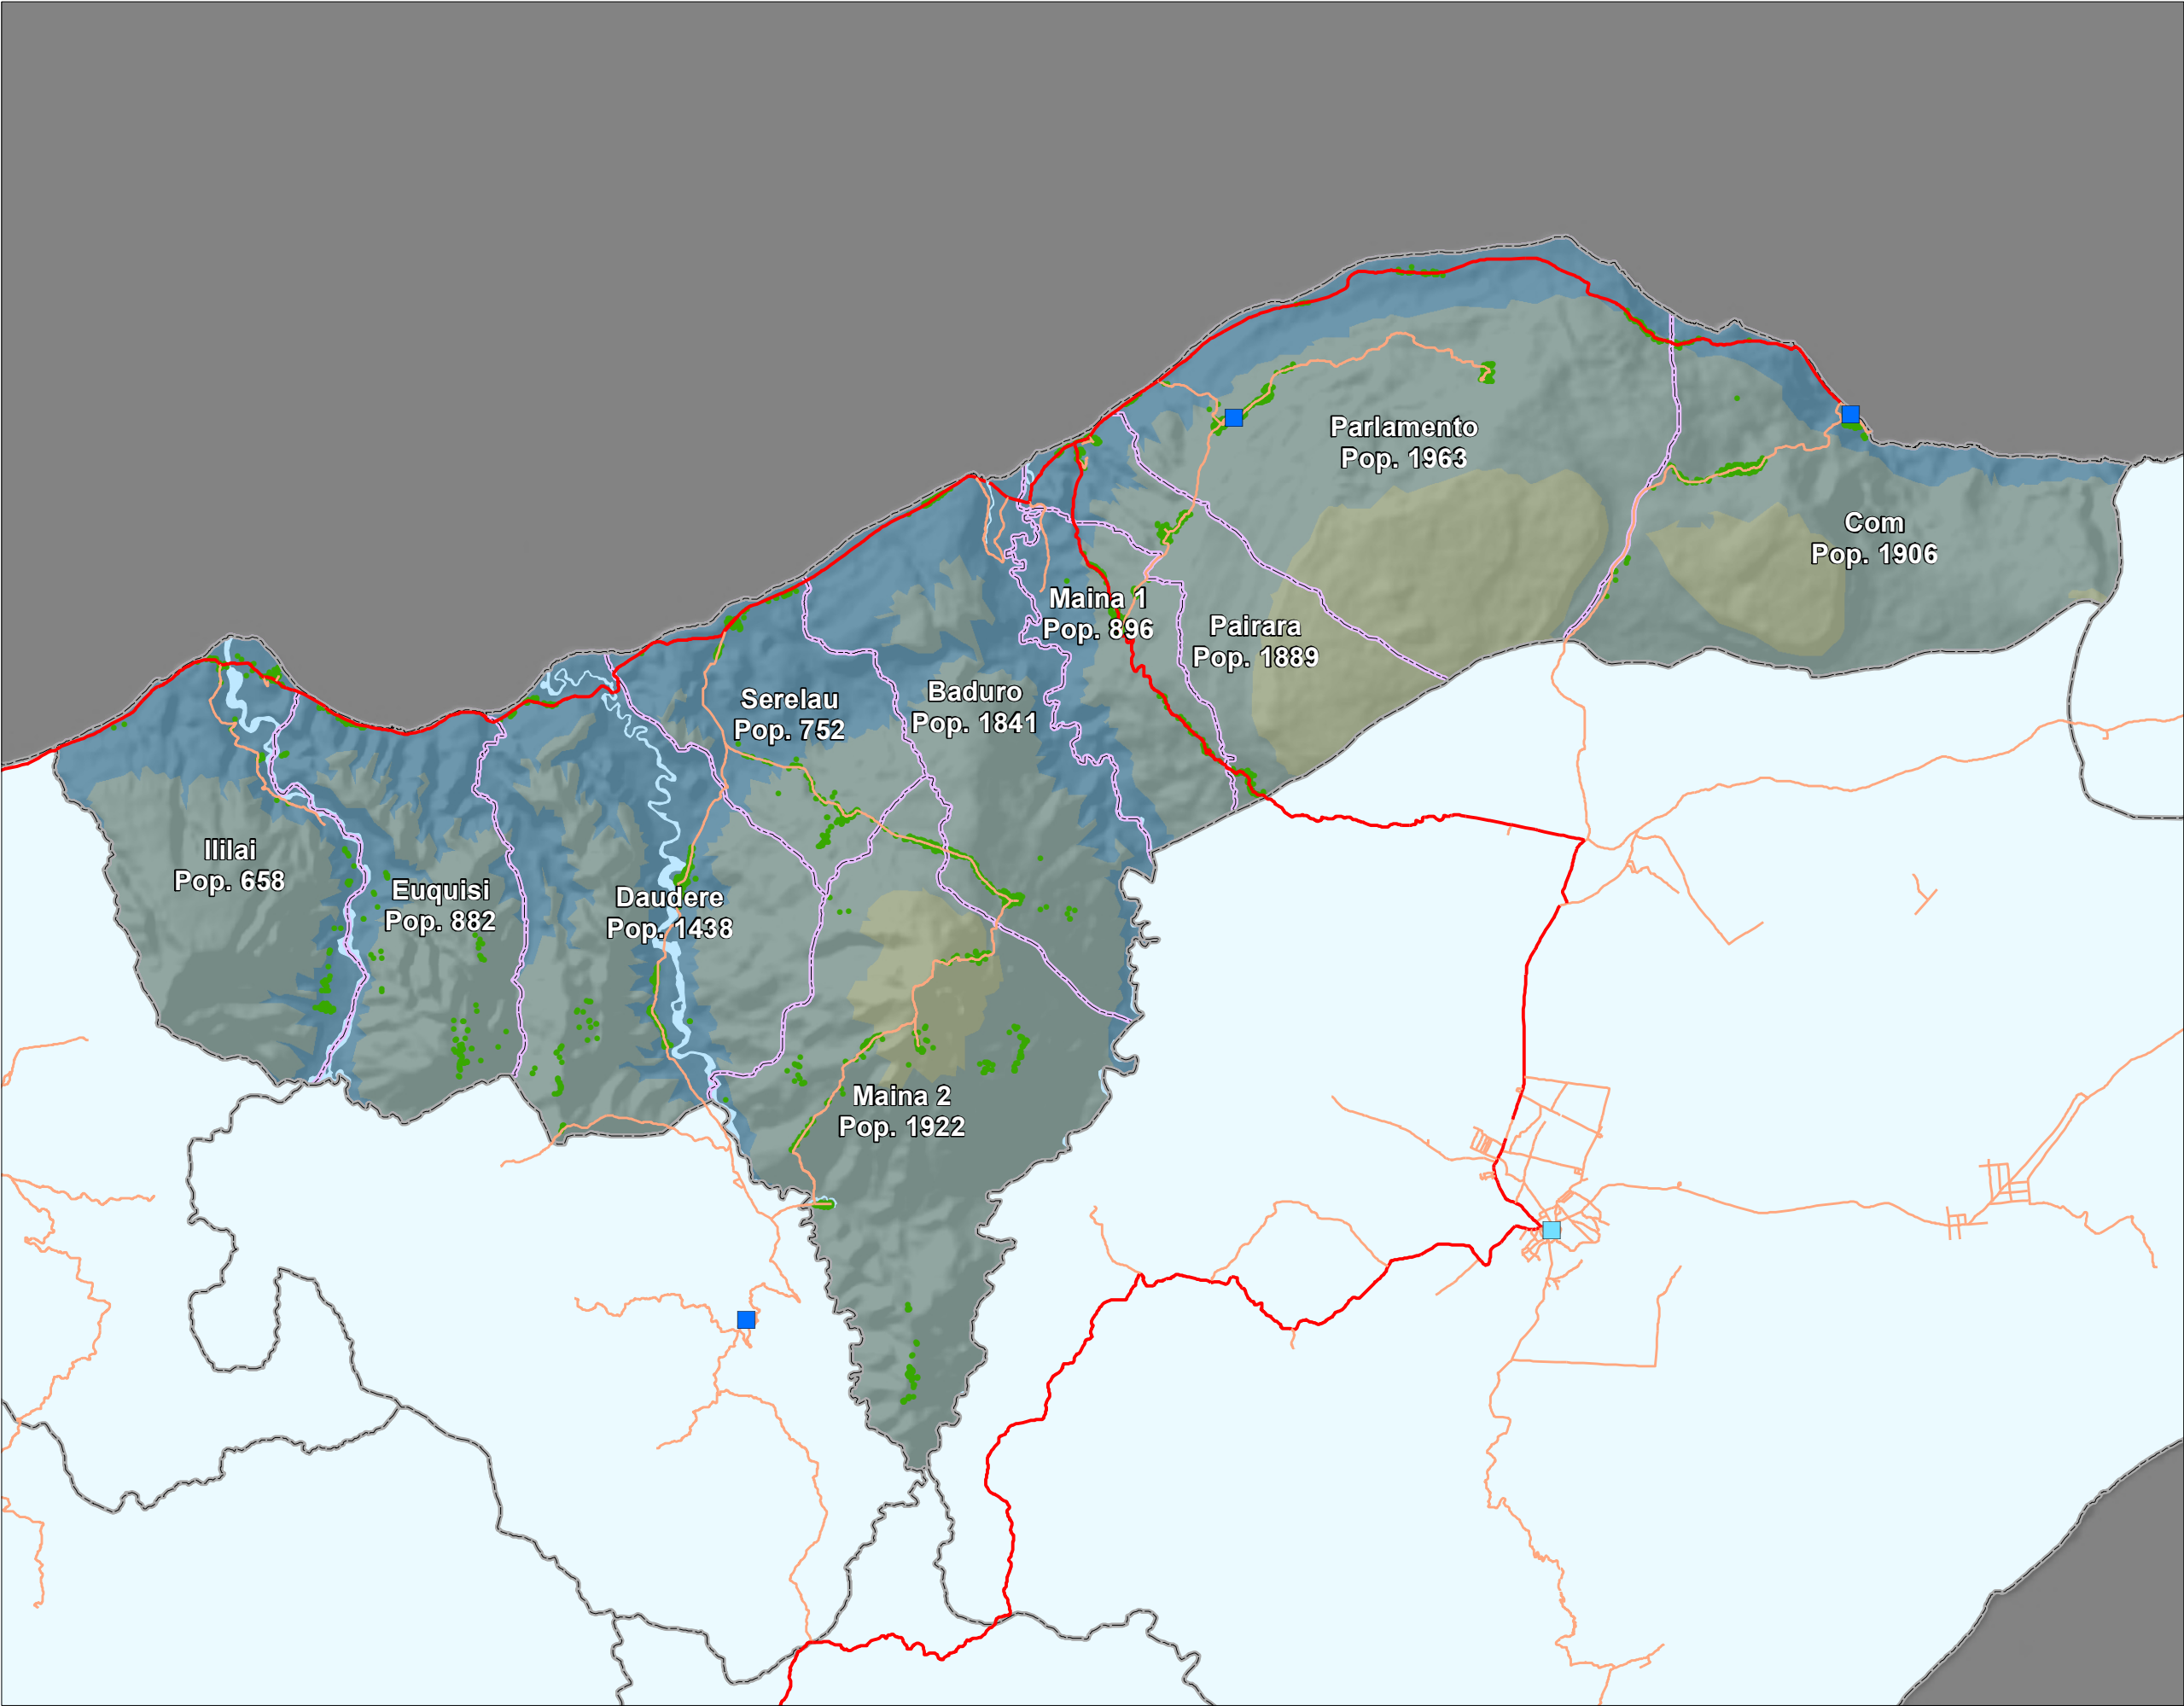 Parlamento
Pop. 1963
Com
Pop. 1906
Maina 1
Pop. 896
Pairara
Pop. 1889
Serelau
Pop. 752
Baduro
Pop. 1841
Ililai
Pop. 658
Euquisi
Pop. 882
Daudere
Pop. 1438
Maina 2
Pop. 1922